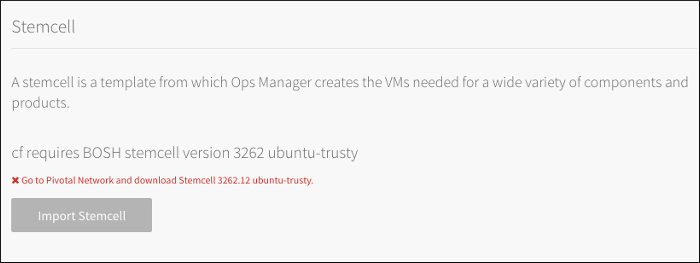 Stemcell
A stemcell is a template from which Ops Manager creates the VMs needed for a wide variety of components and
products.
cf requires BOSH stemcell version 3262 ubuntu-trusty
✖ Go to Pivotal Network and download Stemcell 3262.12 ubuntu-trusty.
Import Stemcell